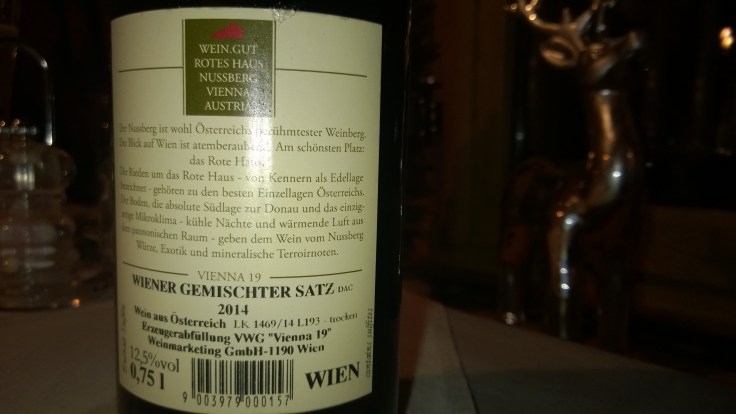 WEIN.GUT
ROTES HAUS
NUSSBERG
VIENNA
AUSTRIA
Der Nussberg ist wohl Österreichs berühmtester Weinberg.
Der Blick auf Wien ist atemberaubend. Am schönsten Platz:
das Rote Haus.
Die Rieden um das Rote Haus - von Kennern als Edellage
bezeichnet - gehören zu den besten Einzellagen Österreichs.
Der Boden, die absolute Südlage zur Donau und das einzig-
artige Mikroklima - kühle Nächte und wärmende Luft aus
dem pannonischen Raum - geben dem Wein vom Nussberg
Würze, Exotik und mineralische Terroirnoten.
VIENNA 19
WIENER GEMISCHTER SATZ DAC
2014
Wein aus Österreich L.K 1469/14 L193 - trocken
Erzeugerabfüllung VWG "Vienna 19"
Weinmarketing GmbH-1190 Wien
12,5%vol
0,75 l
WIEN
9 003979 000157